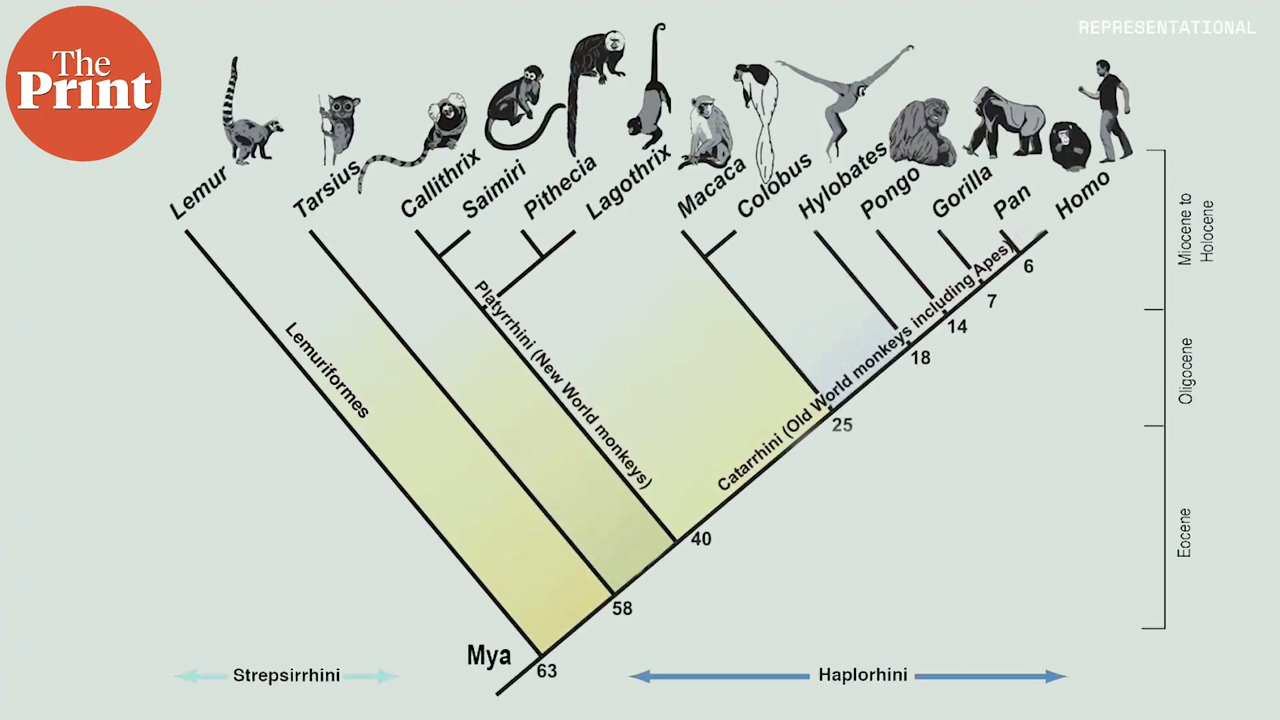 The
Print
REPRESENTATIONAL
Lemur
Tarsius
Callithrix
Saimiri
Pithecia
Lagothrix
Macaca
Colobus
Hylobates
Pongo
Gorilla
Pan
Homo
Lemuriformes
Platyrrhini (New World monkeys)
Catarrhini (Old World monkeys including Apes)
6
7
14
18
25
40
58
63
Mya
Miocene to
Holocene
Oligocene
Eocene
Strepsirrhini
Haplorhini